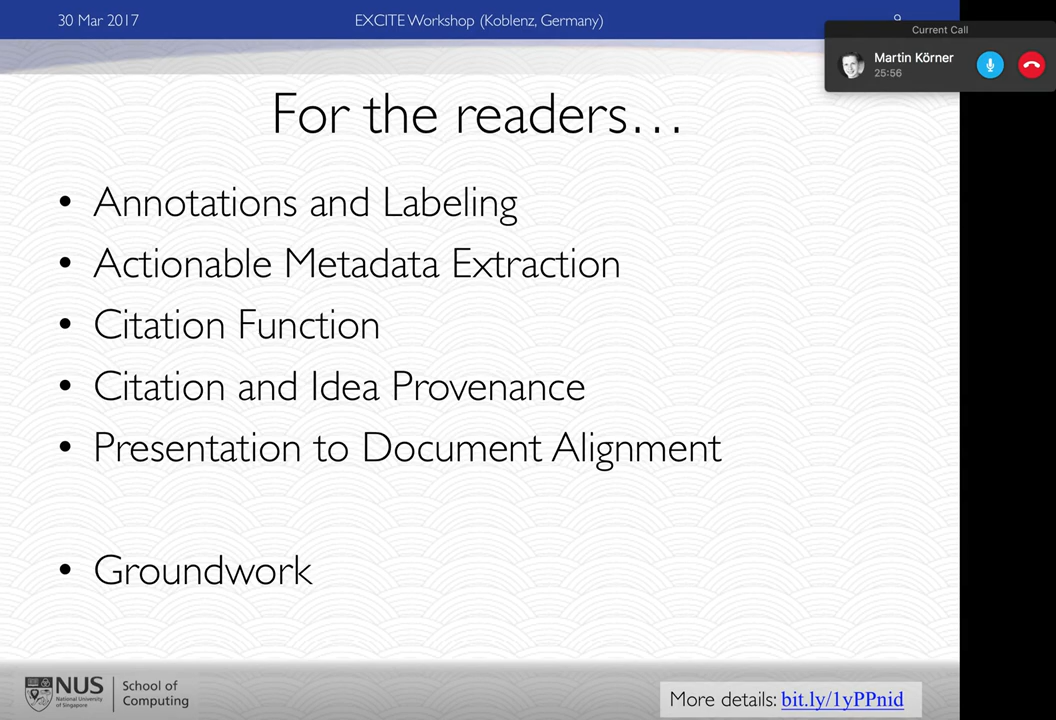 30 Mar 2017
EXCITE Workshop (Koblenz, Germany)
9
Current Call
Martin Körner
25:56
For the readers…
• Annotations and Labeling
• Actionable Metadata Extraction
• Citation Function
• Citation and Idea Provenance
• Presentation to Document Alignment
• Groundwork
NUS
National University
of Singapore
School of
Computing
More details: bit.ly/1yPPnid